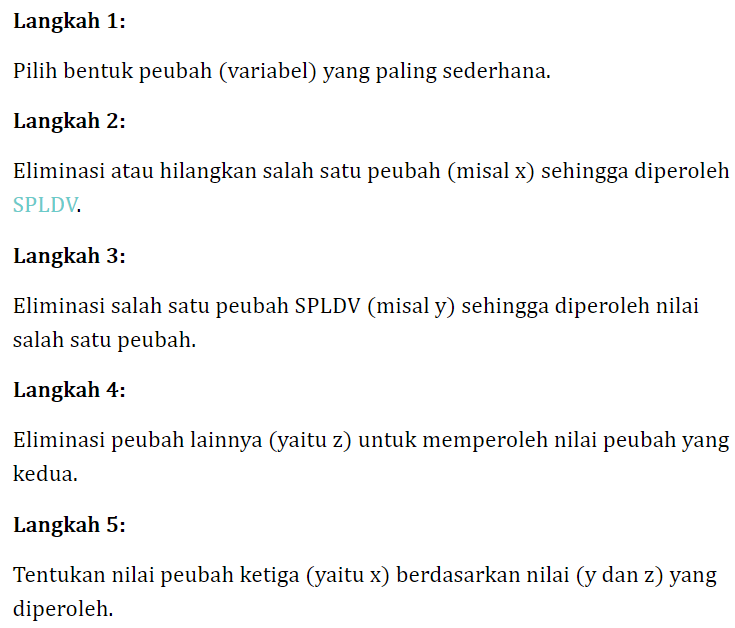 Langkah 1:
Pilih bentuk peubah (variabel) yang paling sederhana.
Langkah 2:
Eliminasi atau hilangkan salah satu peubah (misal x) sehingga diperoleh
SPLDV.
Langkah 3:
Eliminasi salah satu peubah SPLDV (misal y) sehingga diperoleh nilai
salah satu peubah.
Langkah 4:
Eliminasi peubah lainnya (yaitu z) untuk memperoleh nilai peubah yang
kedua.
Langkah 5:
Tentukan nilai peubah ketiga (yaitu x) berdasarkan nilai (y dan z) yang
diperoleh.